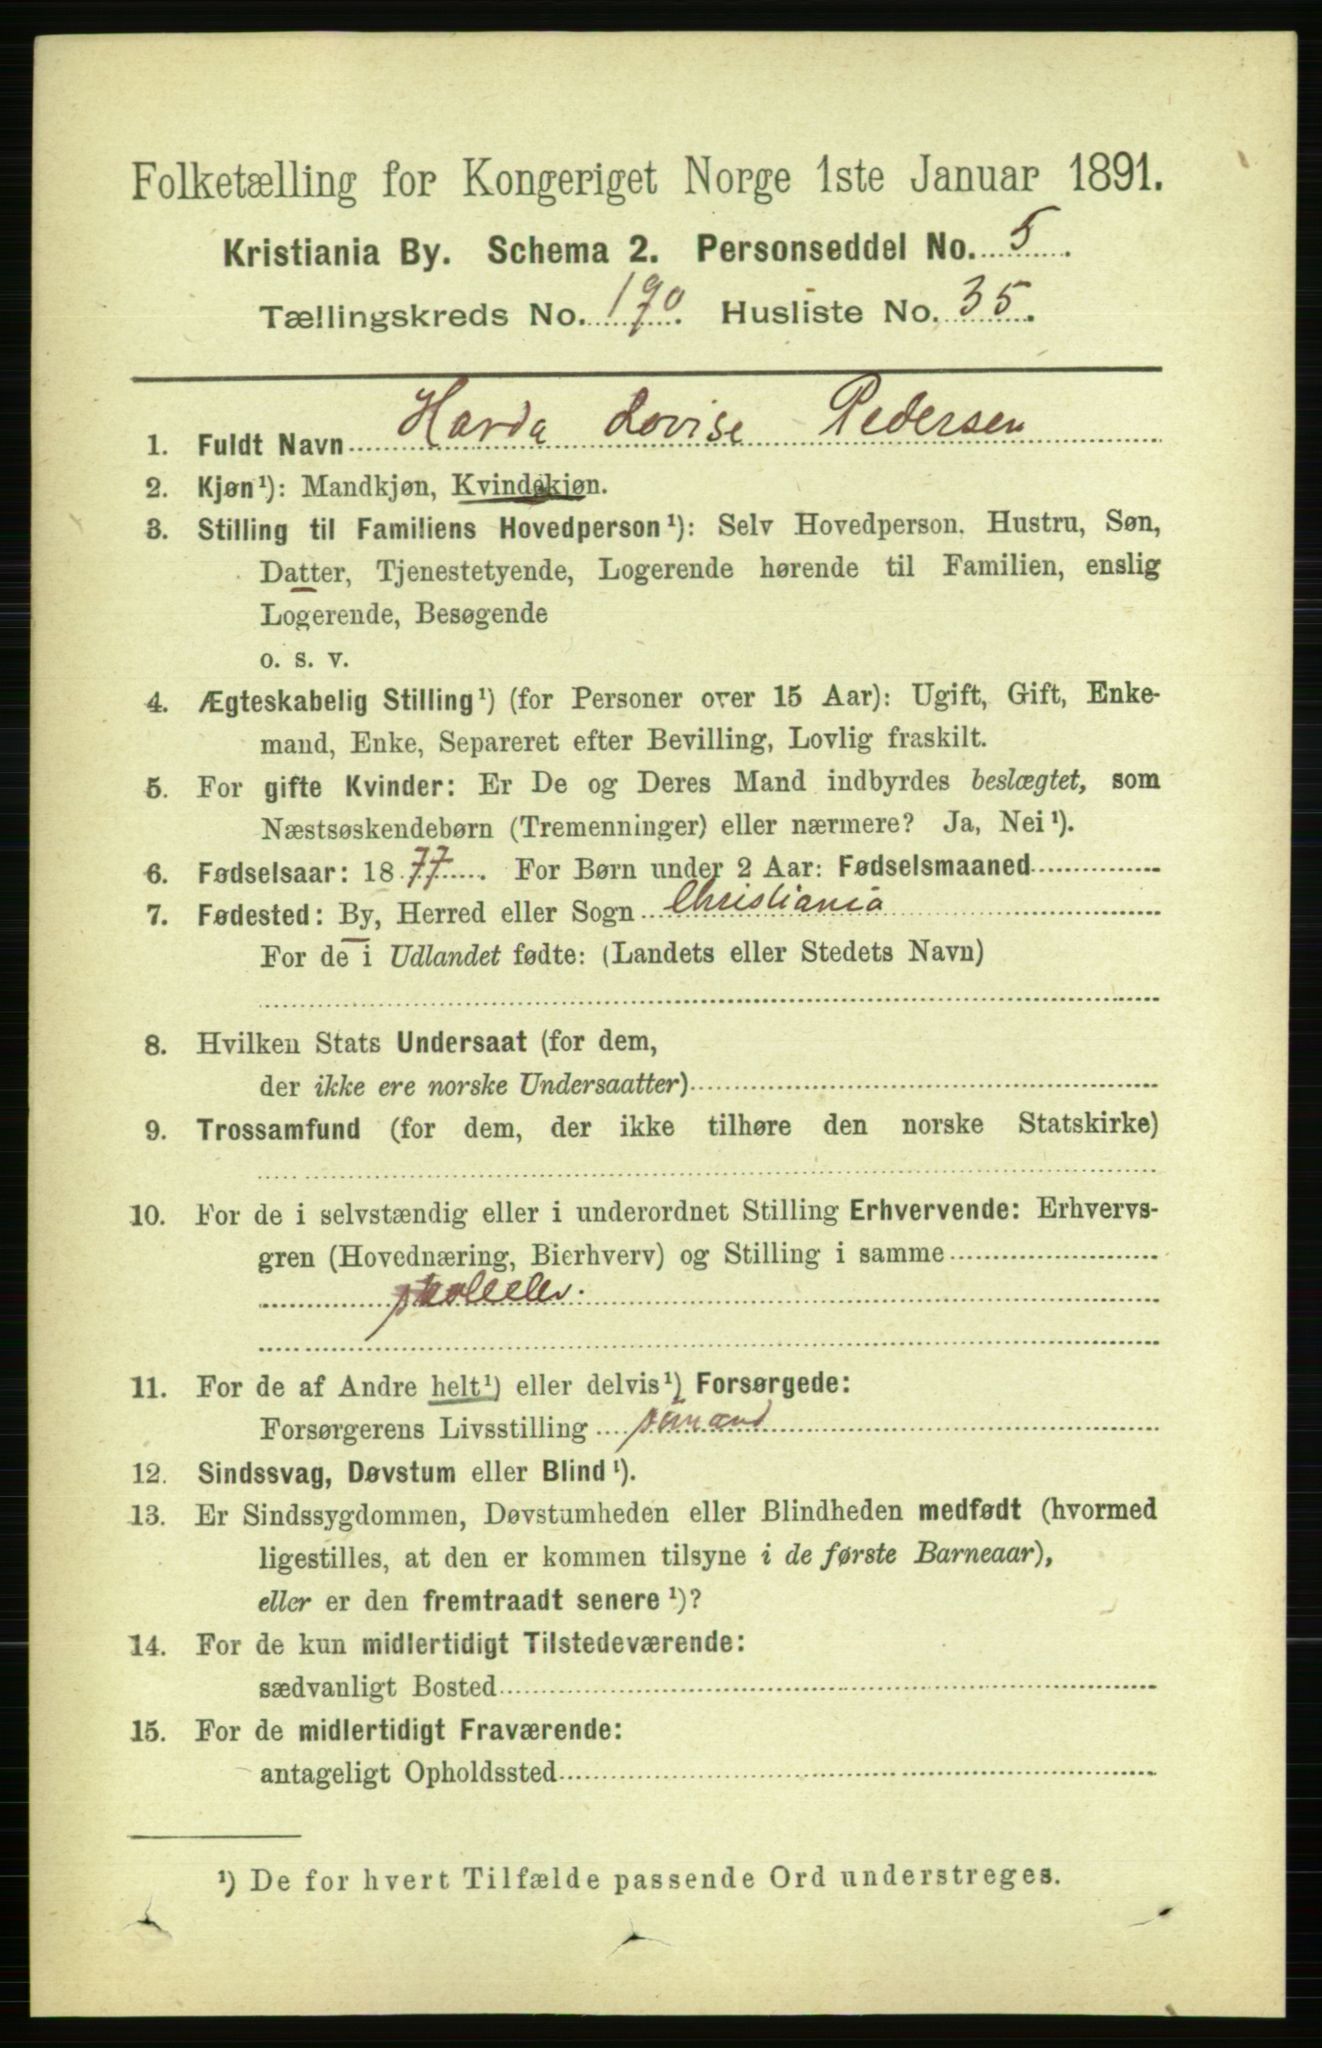 Folketælling for Kongeriget Norge 1ste Januar 1891.
Kristiania By. Schema 2. Personseddel No. 5.
Tællingskreds No. 190. Husliste No. 35.
1. Fuldt Navn Harda Lovise Pedersen
2. Kjøn¹): Mandkjøn, Kvindekjøn.
3. Stilling til Familiens Hovedperson¹): Selv Hovedperson, Hustru, Søn,
Datter, Tjenestetyende, Logerende hørende til Familien, enslig
Logerende, Besøgende
o. s. v.
4. Ægteskabelig Stilling¹) (for Personer over 15 Aar): Ugift, Gift, Enke-
mand, Enke, Separeret efter Bevilling, Lovlig fraskilt.
5. For gifte Kvinder: Er De og Deres Mand indbyrdes beslægtet, som
Næstsøskendebørn (Tremenninger) eller nærmere? Ja, Nei¹).
6. Fødselsaar: 1877. For Børn under 2 Aar: Fødselsmaaned
7. Fødested: By, Herred eller Sogn Christiania
For de i Udlandet fødte: (Landets eller Stedets Navn)
8. Hvilken Stats Undersaat (for dem,
der ikke ere norske Undersaatter)
9. Trossamfund (for dem, der ikke tilhøre den norske Statskirke)
10. For de i selvstændig eller i underordnet Stilling Erhvervende: Erhvervs-
gren (Hovednæring, Bierhverv) og Stilling i samme
skolelev.
11. For de af Andre helt¹) eller delvis¹) Forsørgede:
Forsørgerens Livsstilling sømand
12. Sindssvag, Døvstum eller Blind¹).
13. Er Sindssygdommen, Døvstumheden eller Blindheden medfødt (hvormed
ligestilles, at den er kommen tilsyne i de første Barneaar),
eller er den fremtraadt senere¹)?
14. For de kun midlertidigt Tilstedeværende:
sædvanligt Bosted
15. For de midlertidigt Fraværende:
antageligt Opholdssted
¹) De for hvert Tilfælde passende Ord understreges.